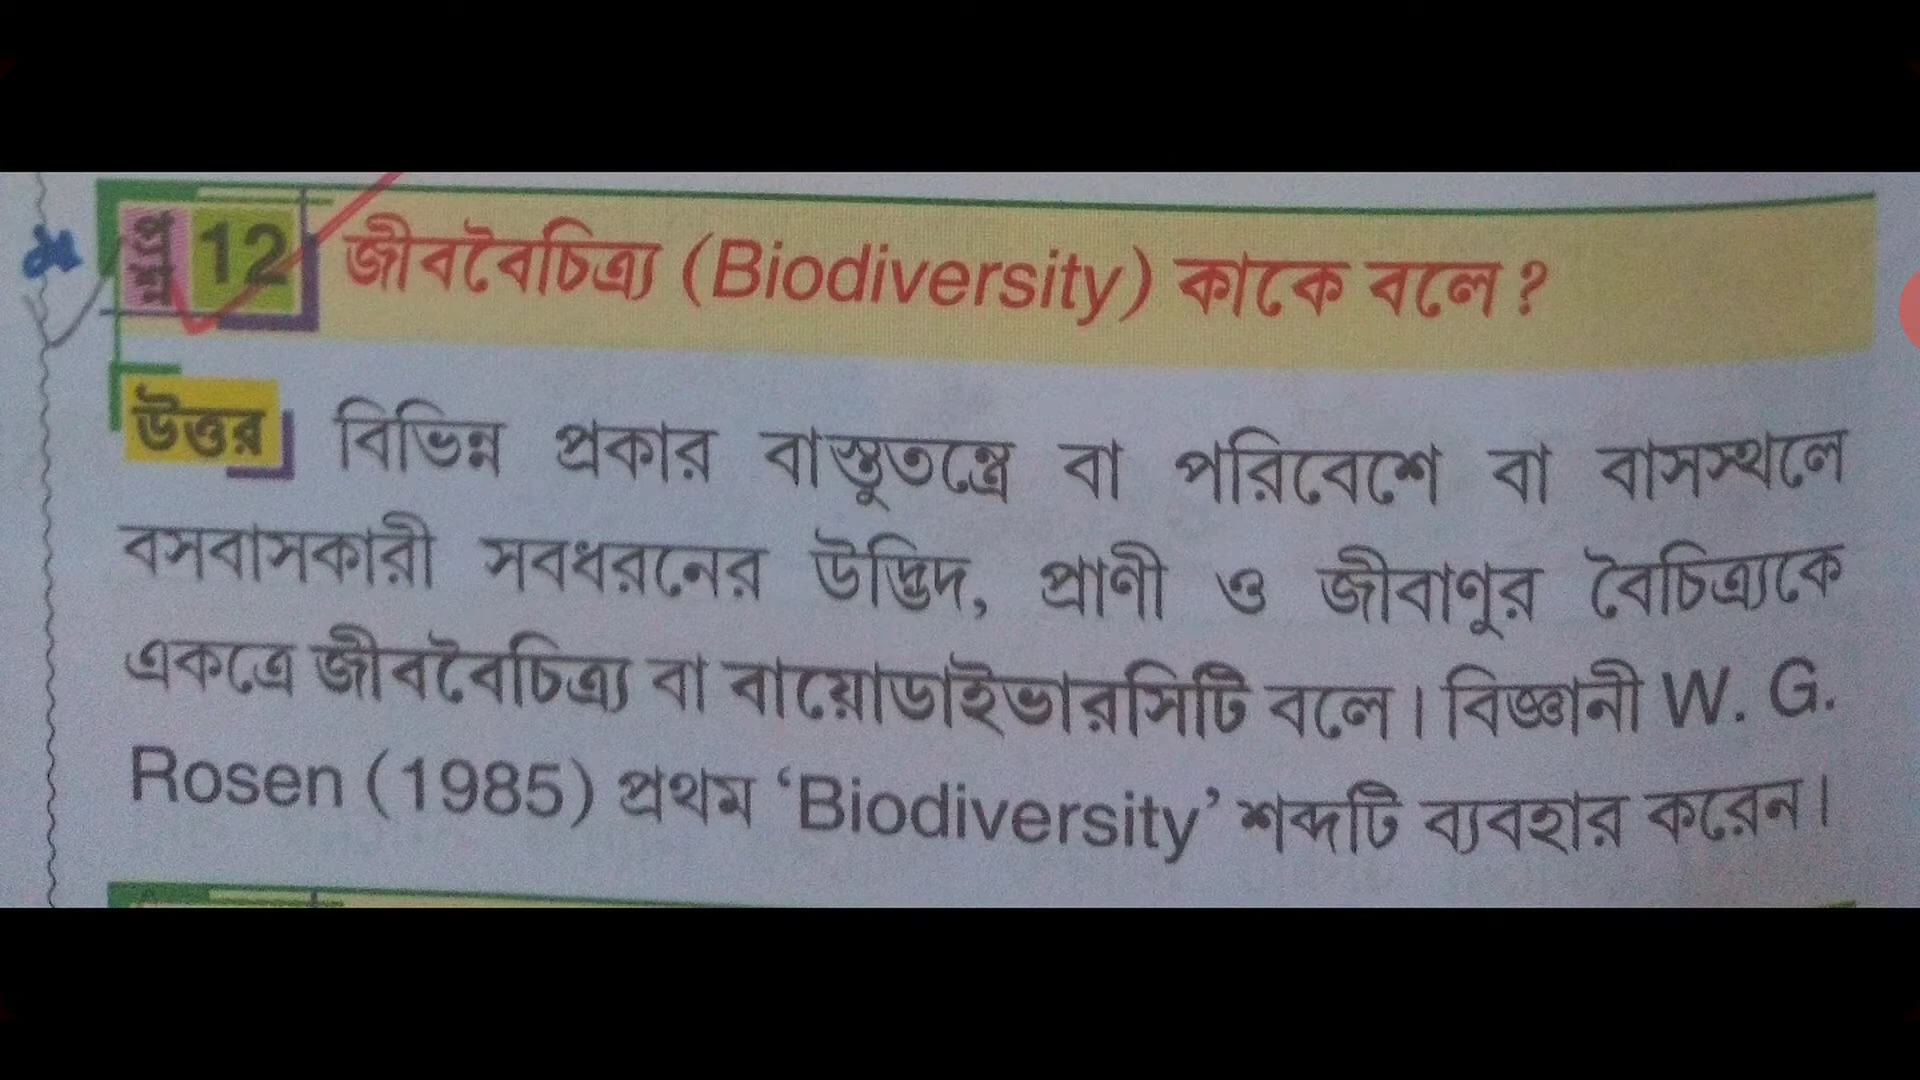 প্রশ্ন 12 জীববৈচিত্র্য (Biodiversity) কাকে বলে ?
উত্তর বিভিন্ন প্রকার বাস্তুতন্ত্রে বা পরিবেশে বা বাসস্থলে
বসবাসকারী সবধরনের উদ্ভিদ, প্রাণী ও জীবাণুর বৈচিত্র্যকে
একত্রে জীববৈচিত্র্য বা বায়োডাইভারসিটি বলে। বিজ্ঞানী W. G.
Rosen (1985) প্রথম ‘Biodiversity’ শব্দটি ব্যবহার করেন।